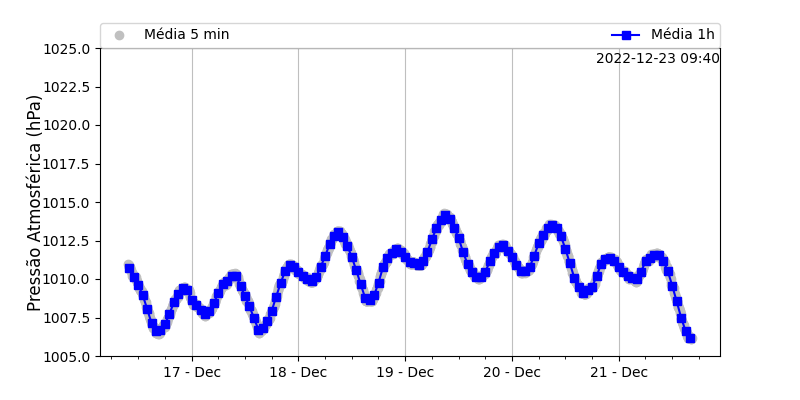 Média 5 min
Média 1h
2022-12-23 09:40
Pressão Atmosférica (hPa)
1025.0
1022.5
1020.0
1017.5
1015.0
1012.5
1010.0
1007.5
1005.0
17 - Dec
18 - Dec
19 - Dec
20 - Dec
21 - Dec